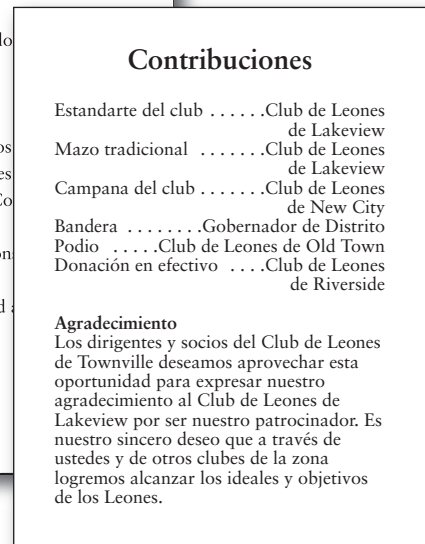 Contribuciones
Estandarte del club . . . . . .Club de Leones
de Lakeview
Mazo tradicional . . . . . . .Club de Leones
de Lakeview
Campana del club . . . . . . .Club de Leones
de New City
Bandera . . . . . . . .Gobernador de Distrito
Podio . . . . .Club de Leones de Old Town
Donación en efectivo . . . .Club de Leones
de Riverside
Agradecimiento
Los dirigentes y socios del Club de Leones
de Townville deseamos aprovechar esta
oportunidad para expresar nuestro
agradecimiento al Club de Leones de
Lakeview por ser nuestro patrocinador. Es
nuestro sincero deseo que a través de
ustedes y de otros clubes de la zona
logremos alcanzar los ideales y objetivos
de los Leones.